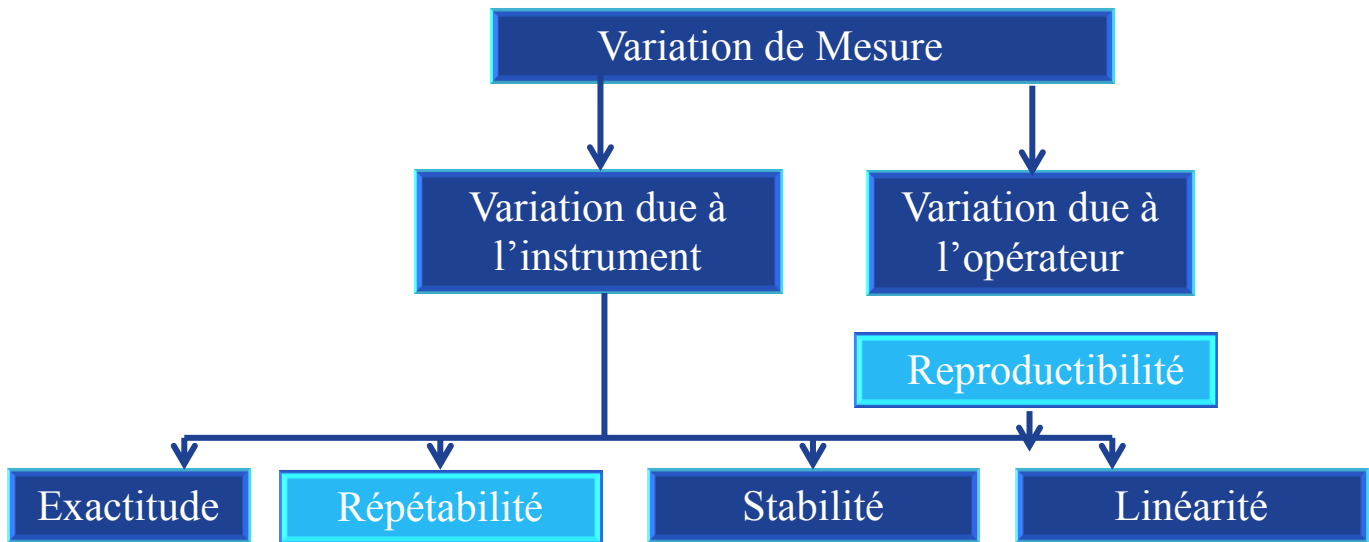 Variation de Mesure
Variation due à
l’instrument
Variation due à
l’opérateur
Reproductibilité
Exactitude
Répétabilité
Stabilité
Linéarité